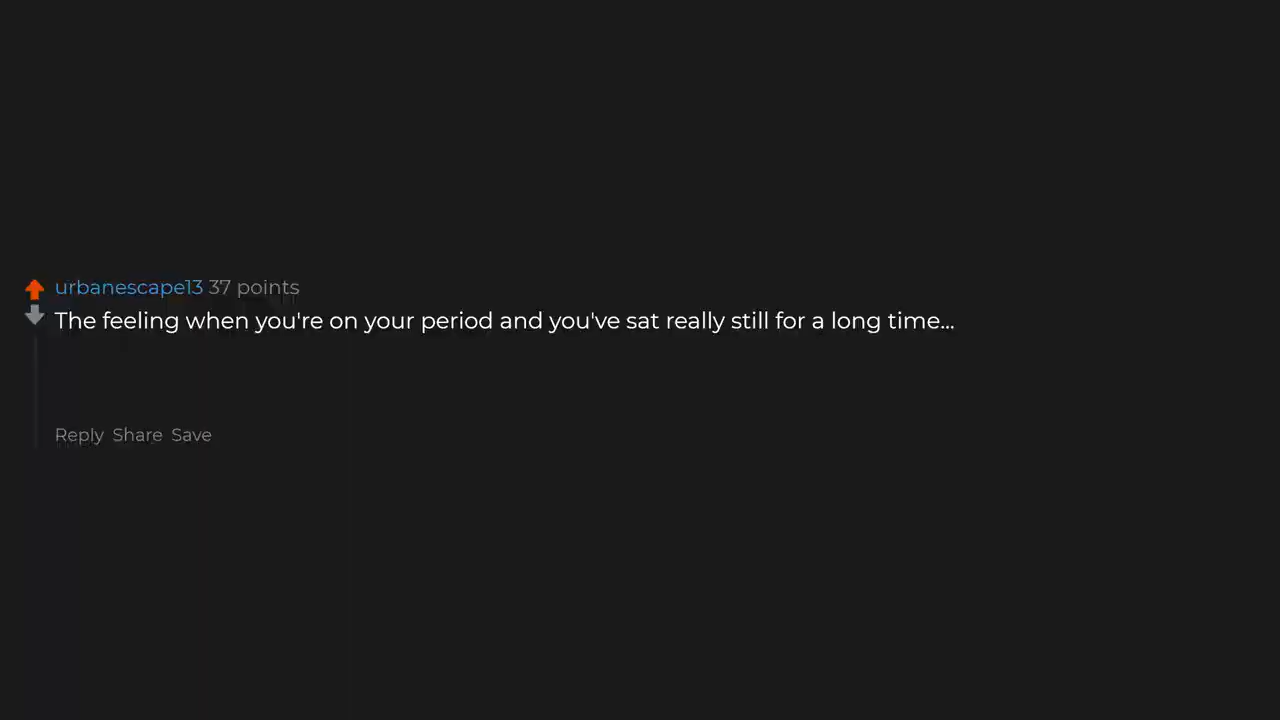 urbanescape13 37 points
The feeling when you're on your period and you've sat really still for a long time...
Reply Share Save